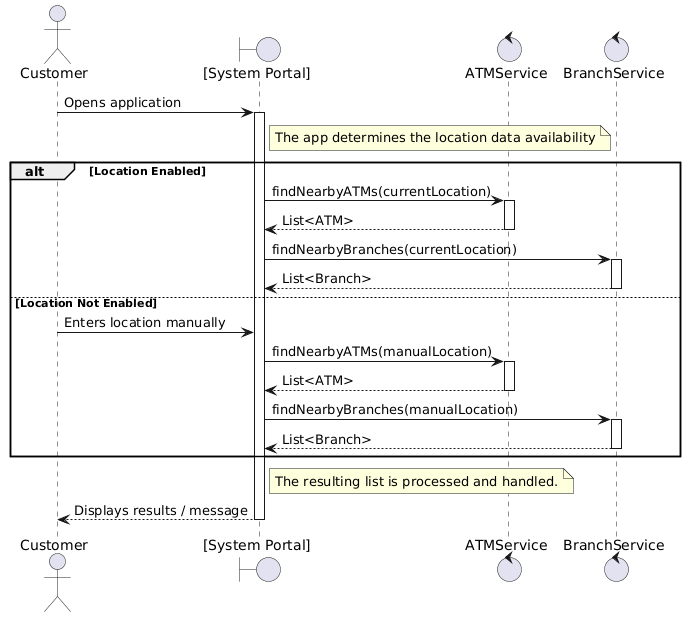 Customer
[System Portal]
ATMService
BranchService
Opens application
The app determines the location data availability
alt
[Location Enabled]
findNearbyATMs(currentLocation)
List<ATM>
findNearbyBranches(currentLocation)
List<Branch>
[Location Not Enabled]
Enters location manually
findNearbyATMs(manualLocation)
List<ATM>
findNearbyBranches(manualLocation)
List<Branch>
The resulting list is processed and handled.
Displays results / message
Customer
[System Portal]
ATMService
BranchService